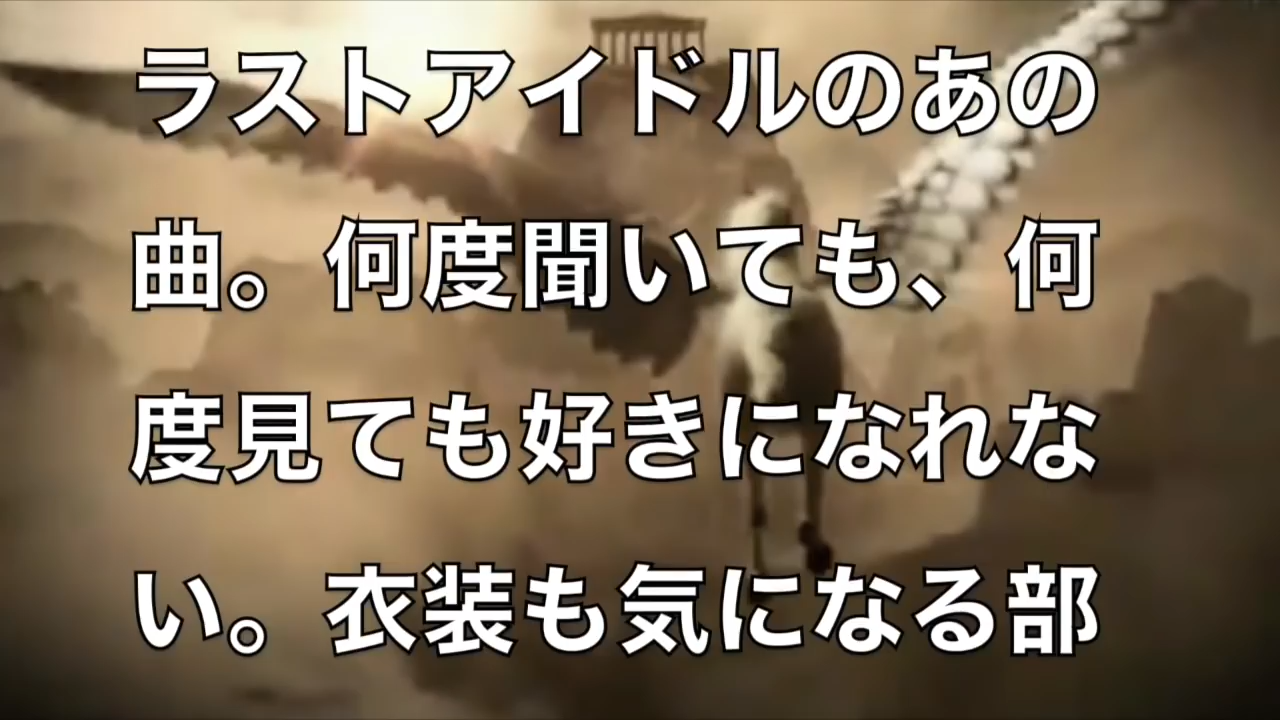 ラストアイドルのあの
曲。何度聞いても、何
度見ても好きになれな
い。衣装も気になる部